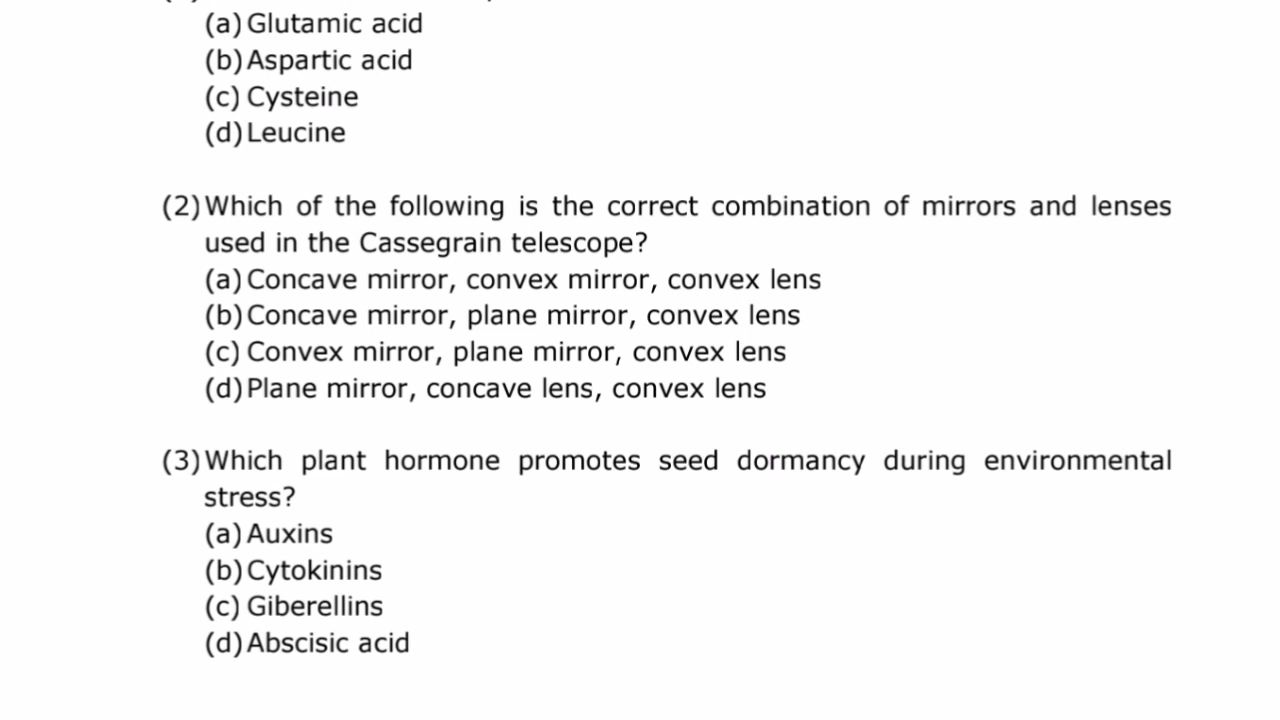 (a) Glutamic acid
(b) Aspartic acid
(c) Cysteine
(d) Leucine
(2) Which of the following is the correct combination of mirrors and lenses
used in the Cassegrain telescope?
(a) Concave mirror, convex mirror, convex lens
(b) Concave mirror, plane mirror, convex lens
(c) Convex mirror, plane mirror, convex lens
(d) Plane mirror, concave lens, convex lens
(3) Which plant hormone promotes seed dormancy during environmental
stress?
(a) Auxins
(b) Cytokinins
(c) Giberellins
(d) Abscisic acid